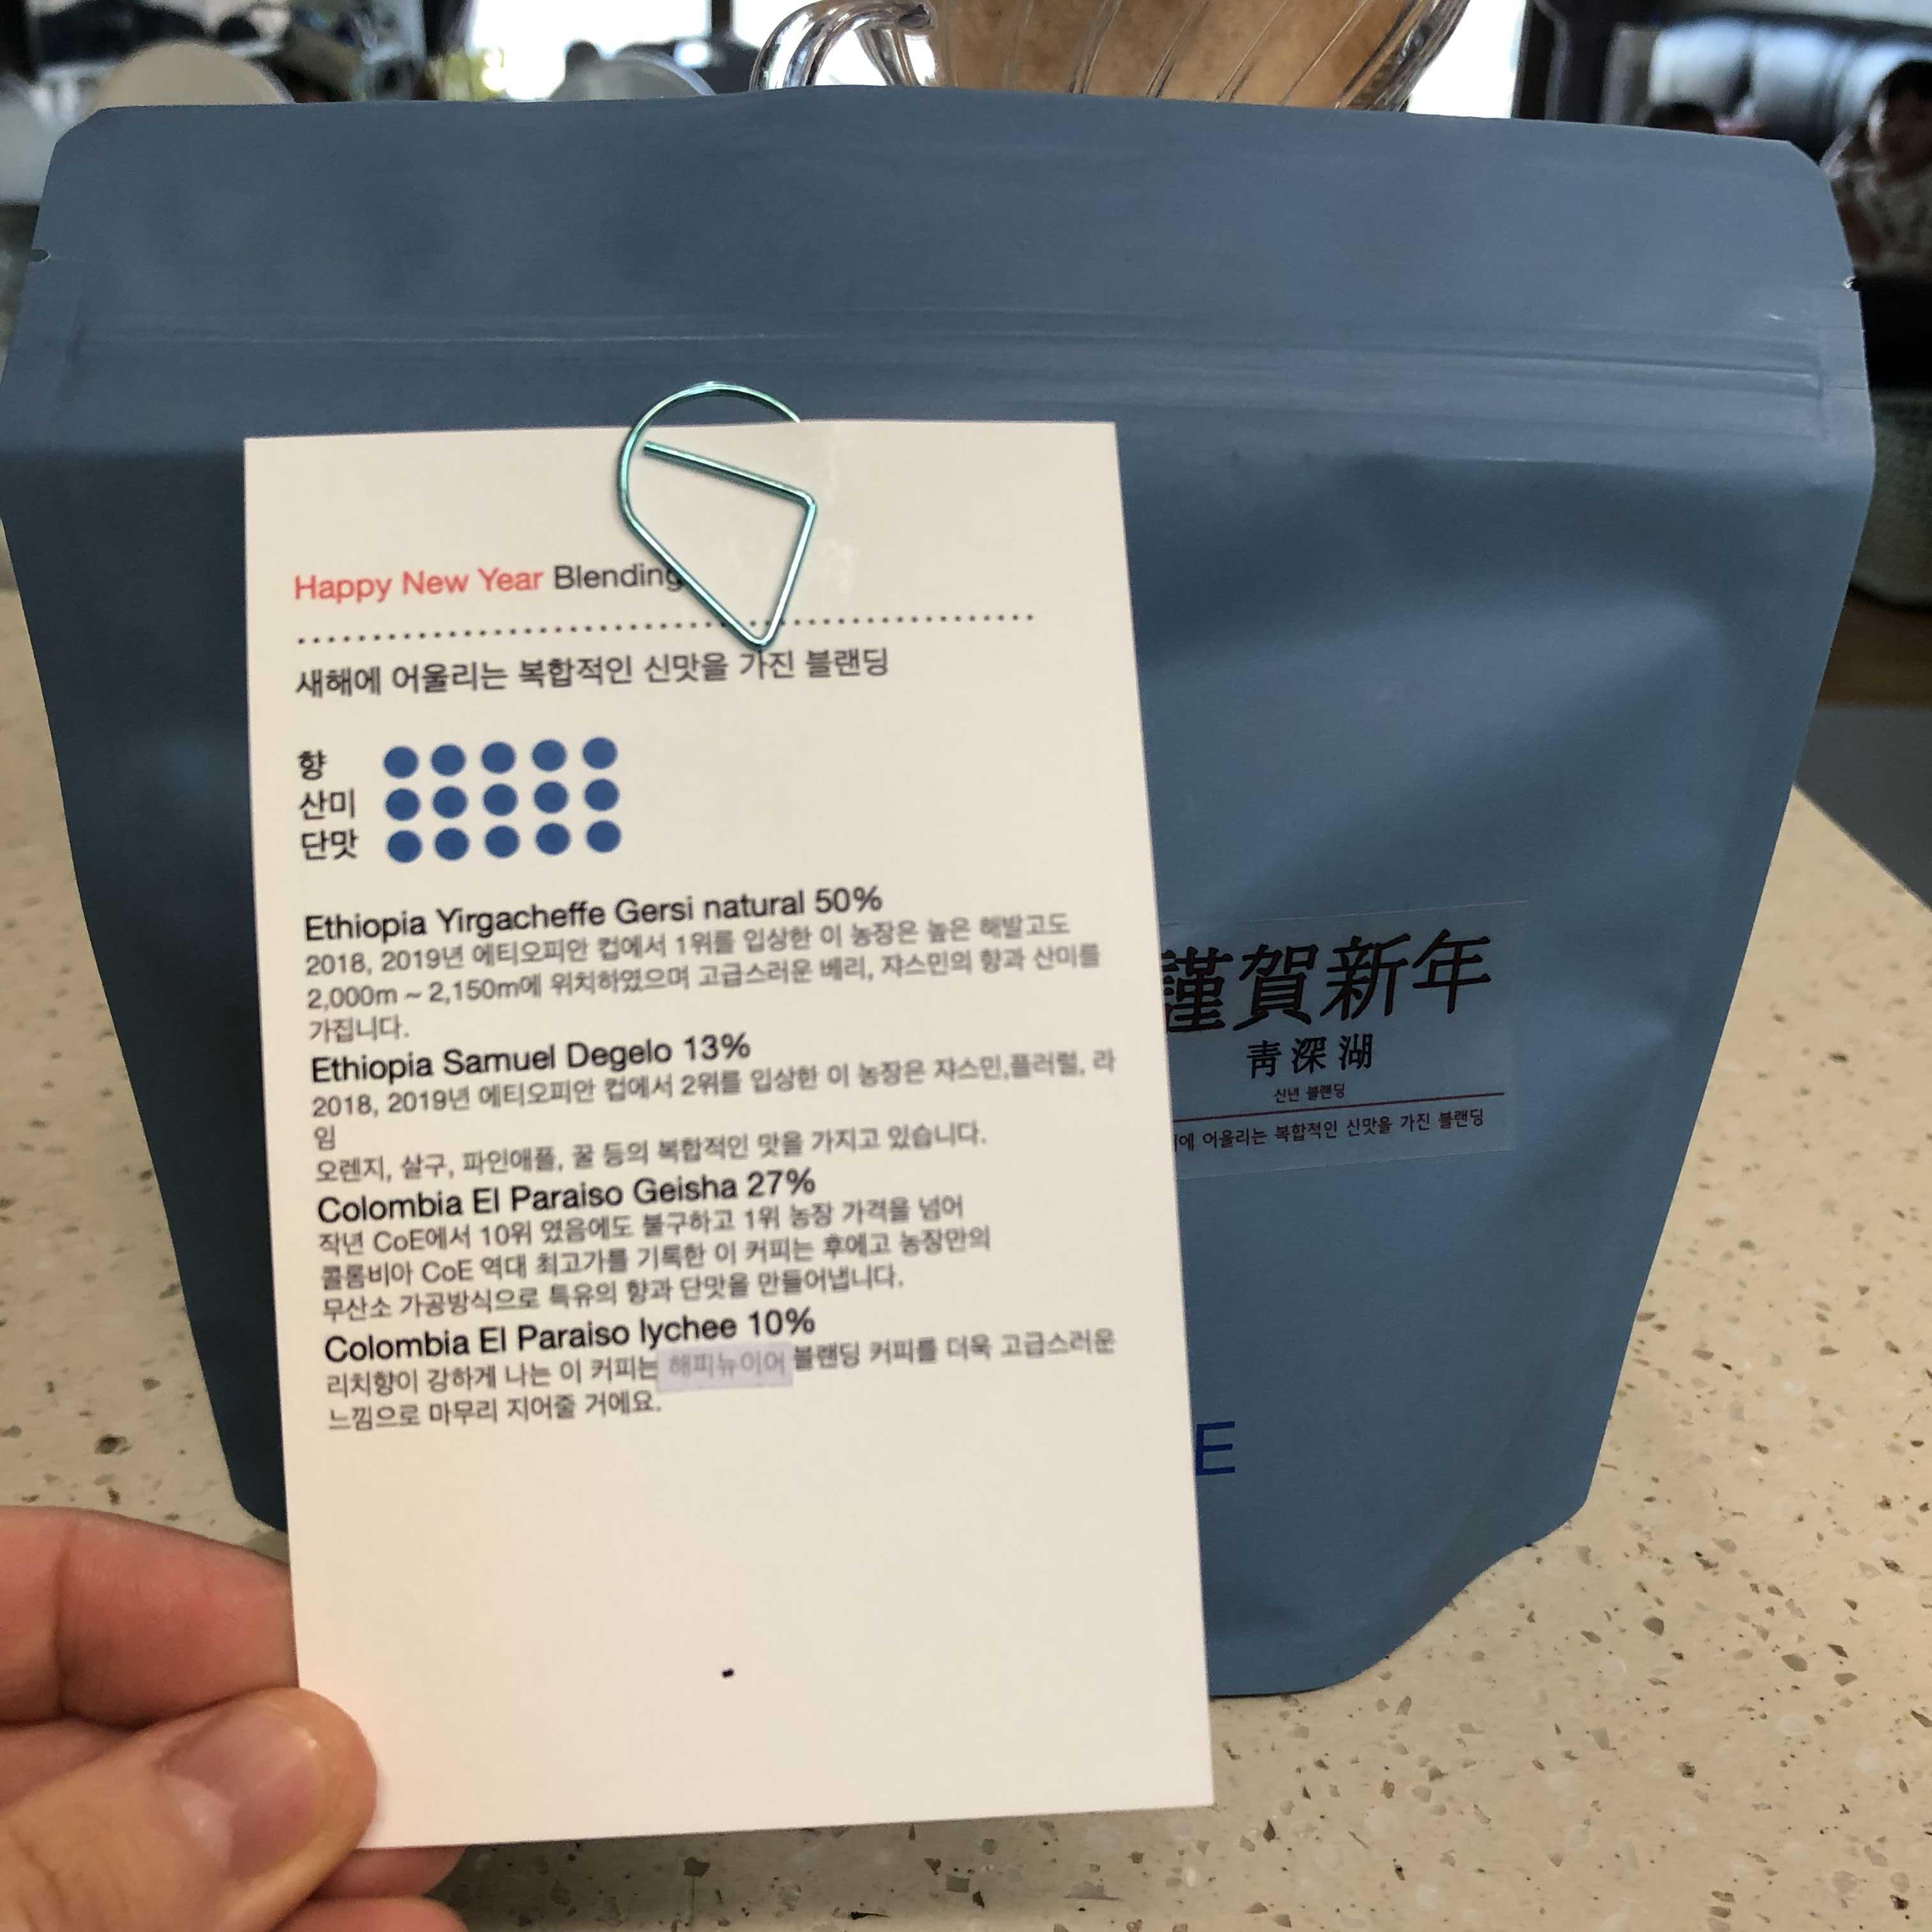 Happy New Year Blending
새해에 어울리는 복합적인 신맛을 가진 블랜딩
향
산미
단맛
Ethiopia Yirgacheffe Gersi natural 50%
2018, 2019년 에티오피안 컵에서 1위를 입상한 이 농장은 높은 해발고도
2,000m ~ 2,150m에 위치하였으며 고급스러운 베리, 쟈스민의 향과 산미를
가집니다.
Ethiopia Samuel Degelo 13%
2018, 2019년 에티오피안 컵에서 2위를 입상한 이 농장은 쟈스민,플러럴, 라
임
오렌지, 살구, 파인애플, 꿀 등의 복합적인 맛을 가지고 있습니다.
Colombia El Paraiso Geisha 27%
작년 CoE에서 10위 였음에도 불구하고 1위 농장 가격을 넘어
콜롬비아 CoE 역대 최고가를 기록한 이 커피는 후에고 농장만의
무산소 가공방식으로 특유의 향과 단맛을 만들어냅니다.
Colombia El Paraiso lychee 10%
리치향이 강하게 나는 이 커피는 해피뉴이어 블랜딩 커피를 더욱 고급스러운
느낌으로 마무리 지어줄 거에요.
謹賀新年
靑深湖
신년 블랜딩
에 어울리는 복합적인 신맛을 가진 블랜딩
E